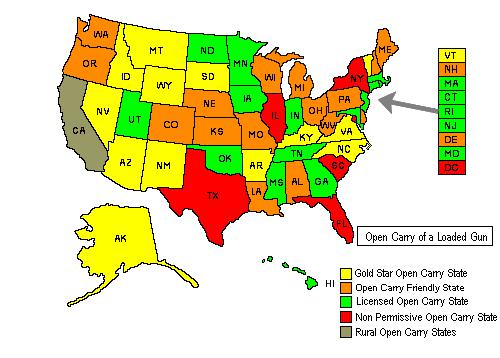 WA
MT
ND
MN
ME
OR
ID
SD
WI
MI
NY
WY
IA
NE
PA
NV
UT
CO
IL
IN
OH
WV
VA
CA
KS
MO
KY
NC
AZ
NM
OK
AR
TN
SC
TX
LA
MS
AL
GA
FL
AK
HI
VT
NH
MA
CT
RI
NJ
DE
MD
DC
Open Carry of a Loaded Gun
Gold Star Open Carry State
Open Carry Friendly State
Licensed Open Carry State
Non Permissive Open Carry State
Rural Open Carry States